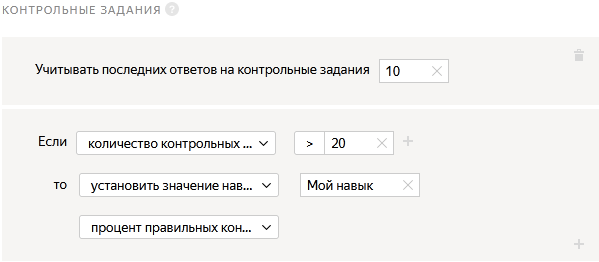 КОНТРОЛЬНЫЕ ЗАДАНИЯ ?
Учитывать последних ответов на контрольные задания 10
Если количество контрольных ... > 20
то установить значение нав... Мой навык
процент правильных кон...